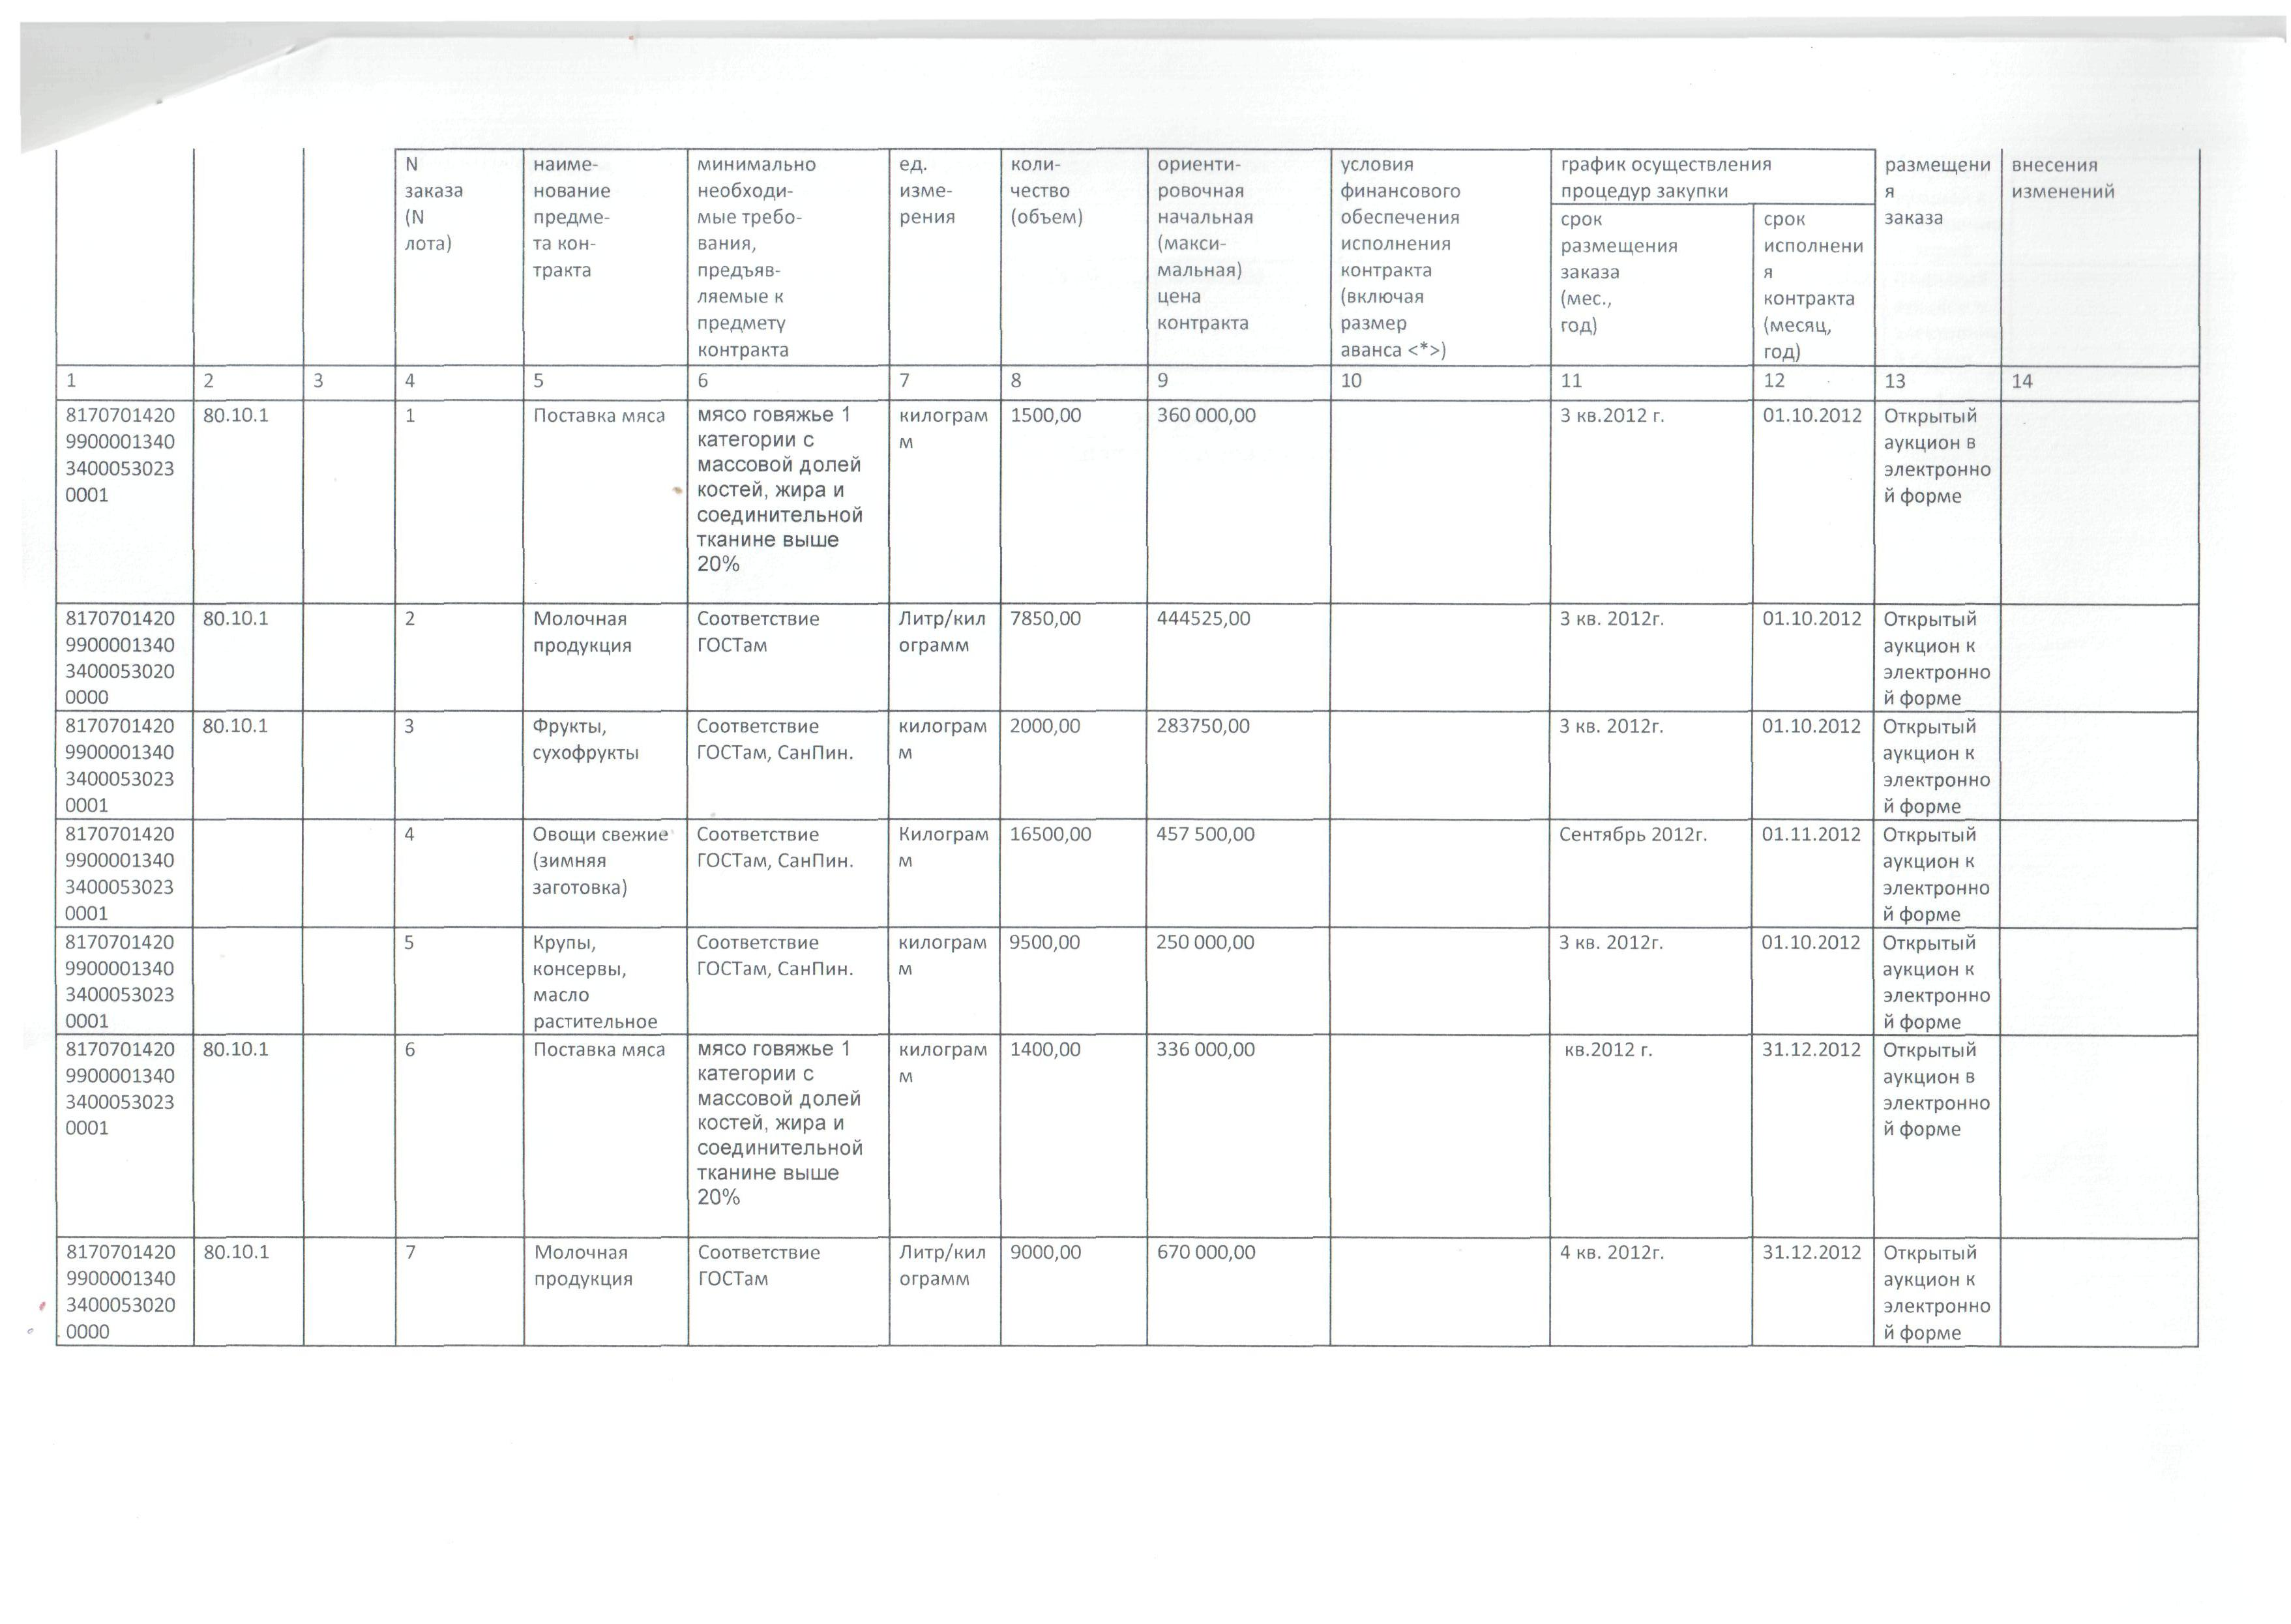 N
заказа
(N
лота)
наиме-
нование
предме-
та кон-
тракта
минимально
необходи-
мые требо-
вания,
предъяв-
ляемые к
предмету
контракта
ед.
изме-
рения
коли-
чество
(объем)
ориенти-
ровочная
начальная
(макси-
мальная)
цена
контракта
условия
финансового
обеспечения
исполнения
контракта
(включая
размер
аванса <*>)
график осуществления
процедур закупки
срок
размещения
заказа
(мес.,
год)
срок
исполнени
я
контракта
(месяц,
год)
размещени
я
заказа
внесения
изменений
1 2 3 4 5 6 7 8 9 10 11 12 13 14
8170701420
9900001340
3400053023
0001
80.10.1
1
Поставка мяса
мясо говяжье 1
категории с
массовой долей
костей, жира и
соединительной
тканине выше
20%
килограм
м
1500,00
360 000,00
3 кв.2012 г.
01.10.2012
Открытый
аукцион в
электронно
й форме
8170701420
9900001340
3400053020
0000
80.10.1
2
Молочная
продукция
Соответствие
ГОСТам
Литр/кил
ограмм
7850,00
444525,00
3 кв. 2012г.
01.10.2012
Открытый
аукцион к
электронно
й форме
8170701420
9900001340
3400053023
0001
80.10.1
3
Фрукты,
сухофрукты
Соответствие
ГОСТам, СанПин.
килограм
м
2000,00
283750,00
3 кв. 2012г.
01.10.2012
Открытый
аукцион к
электронно
й форме
8170701420
9900001340
3400053023
0001
4
Овощи свежие
(зимняя
заготовка)
Соответствие
ГОСТам, СанПин.
Килограм
м
16500,00
457 500,00
Сентябрь 2012г.
01.11.2012
Открытый
аукцион к
электронно
й форме
8170701420
9900001340
3400053023
0001
5
Крупы,
консервы,
масло
растительное
Соответствие
ГОСТам, СанПин.
килограм
м
9500,00
250 000,00
3 кв. 2012г.
01.10.2012
Открытый
аукцион к
электронно
й форме
8170701420
9900001340
3400053023
0001
80.10.1
6
Поставка мяса
мясо говяжье 1
категории с
массовой долей
костей, жира и
соединительной
тканине выше
20%
килограм
м
1400,00
336 000,00
кв.2012 г.
31.12.2012
Открытый
аукцион в
электронно
й форме
8170701420
9900001340
3400053020
0000
80.10.1
7
Молочная
продукция
Соответствие
ГОСТам
Литр/кил
ограмм
9000,00
670 000,00
4 кв. 2012г.
31.12.2012
Открытый
аукцион к
электронно
й форме